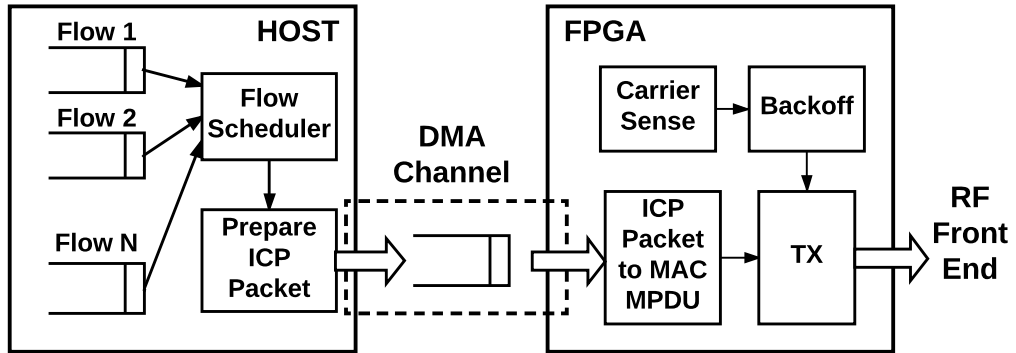 Flow 1
HOST
Flow 2
Flow N
Flow
Scheduler
Prepare
ICP
Packet
DMA
Channel
FPGA
Carrier
Sense
Backoff
ICP
Packet
to MAC
MPDU
TX
RF
Front
End